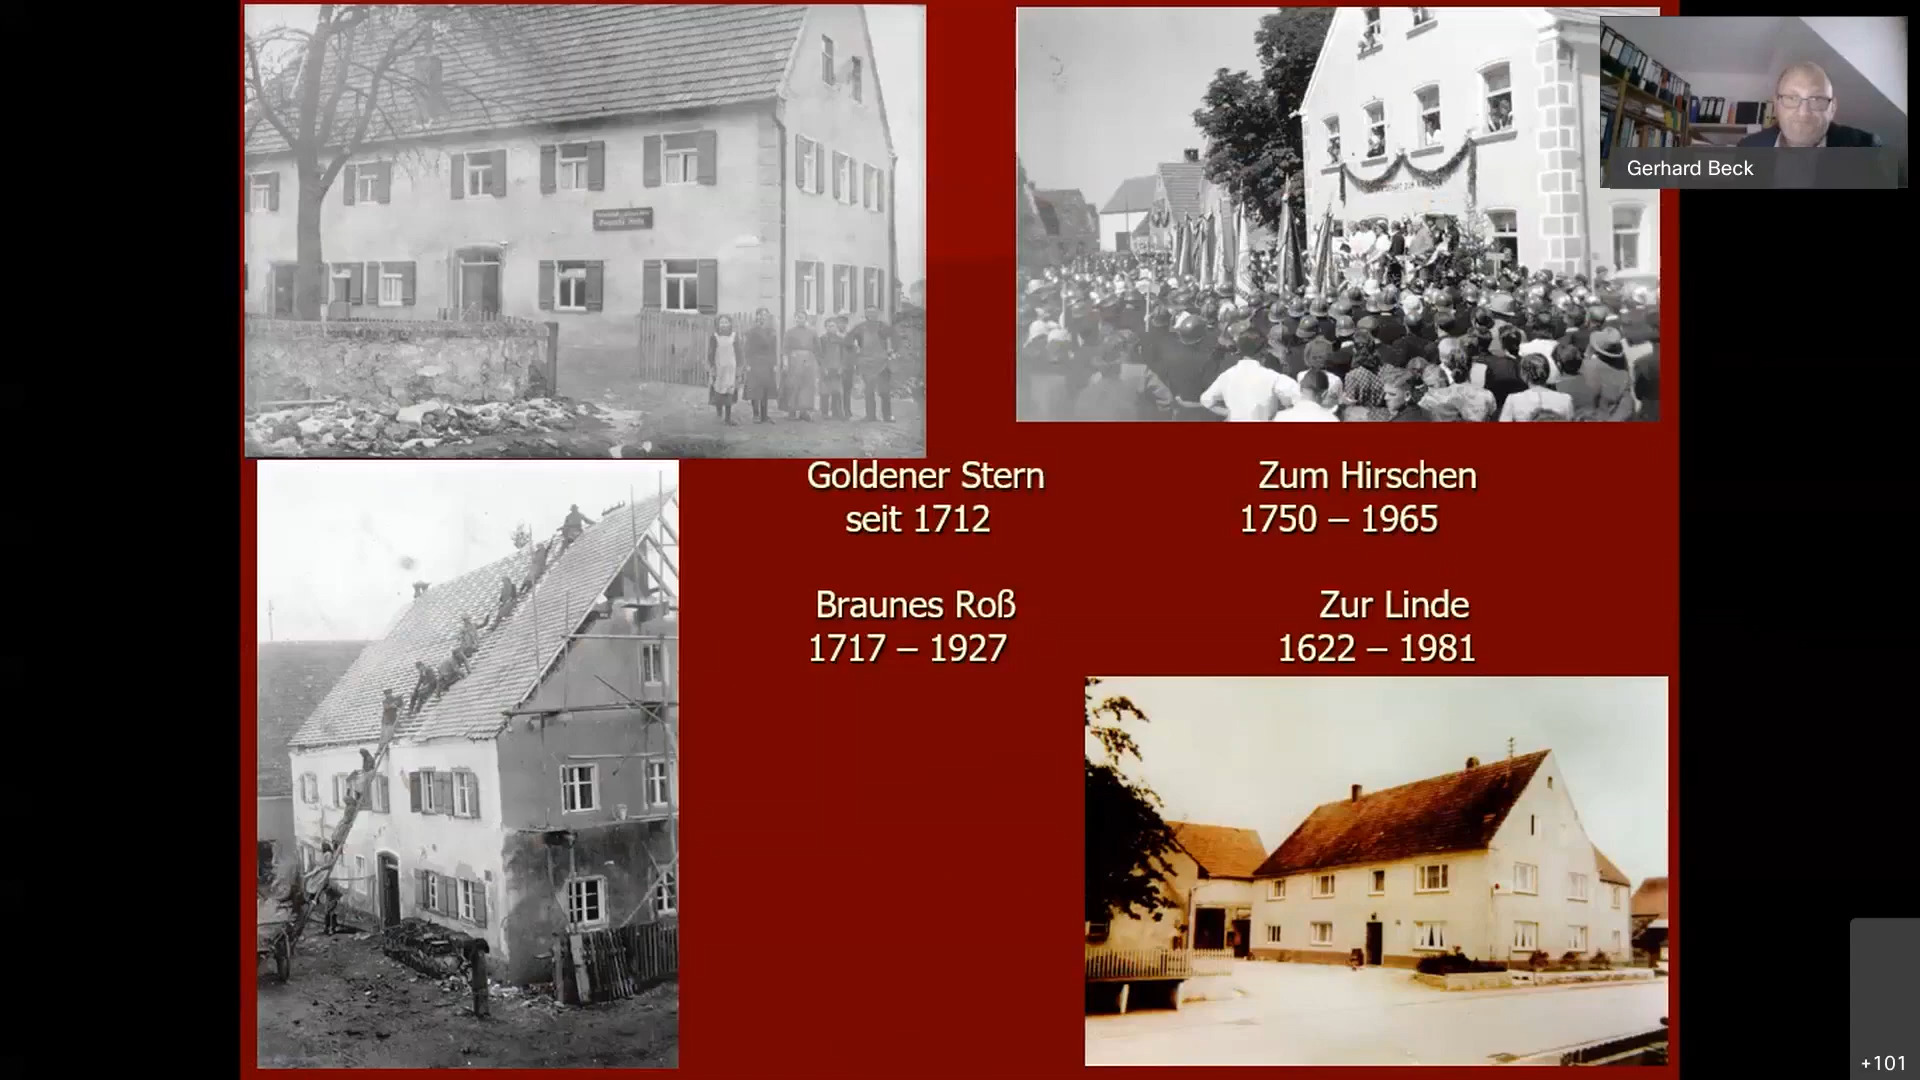 Gerhard Beck
Goldener Stern
seit 1712
Zum Hirschen
1750 – 1965
Braunes Roß
1717 – 1927
Zur Linde
1622 – 1981
+101